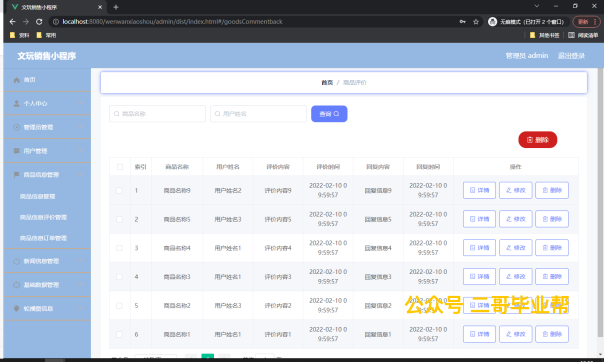 文玩销售小程序
localhost:8080/wenwanxiaoshou/admin/dist/index.html#/goodsCommentback
无痕模式（已打开 2 个窗口）
更新
资料
常用
其他书签
阅读清单
文玩销售小程序
管理员 admin
退出登录
首页
个人中心
管理员管理
用户管理
商品信息管理
商品信息管理
商品信息评价管理
商品信息订单管理
新闻信息管理
基础数据管理
轮播图信息
首页 / 商品评价
商品名称
用户姓名
查询
删除
索引 商品名称 用户姓名 评价内容 评价时间 回复内容 回复时间 操作
1 商品名称9 用户姓名2 评价内容9 2022-02-10 09:59:57 回复信息9 2022-02-10 09:59:57 详情 修改 删除
2 商品名称5 用户姓名3 评价内容5 2022-02-10 09:59:57 回复信息5 2022-02-10 09:59:57 详情 修改 删除
3 商品名称4 用户姓名1 评价内容4 2022-02-10 09:59:57 回复信息4 2022-02-10 09:59:57 详情 修改 删除
4 商品名称3 用户姓名1 评价内容3 2022-02-10 09:59:57 回复信息3 2022-02-10 09:59:57 详情 修改 删除
5 商品名称2 用户姓名3 评价内容2 2022-02-10 09:59:57 回复信息2 2022-02-10 09:59:57 详情 修改 删除
6 商品名称1 用户姓名1 评价内容1 2022-02-10 09:59:57 回复信息1 2022-02-10 09:59:57 详情 修改 删除
公众号 三哥毕业帮